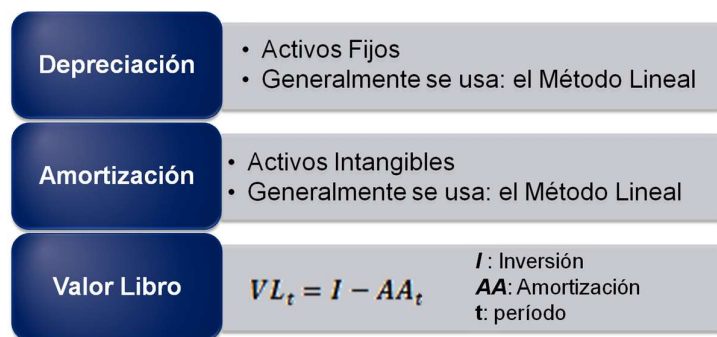 Depreciación
• Activos Fijos
• Generalmente se usa: el Método Lineal
Amortización
• Activos Intangibles
• Generalmente se usa: el Método Lineal
Valor Libro
VLₜ = I − AAₜ
I : Inversión
AA: Amortización
t: período